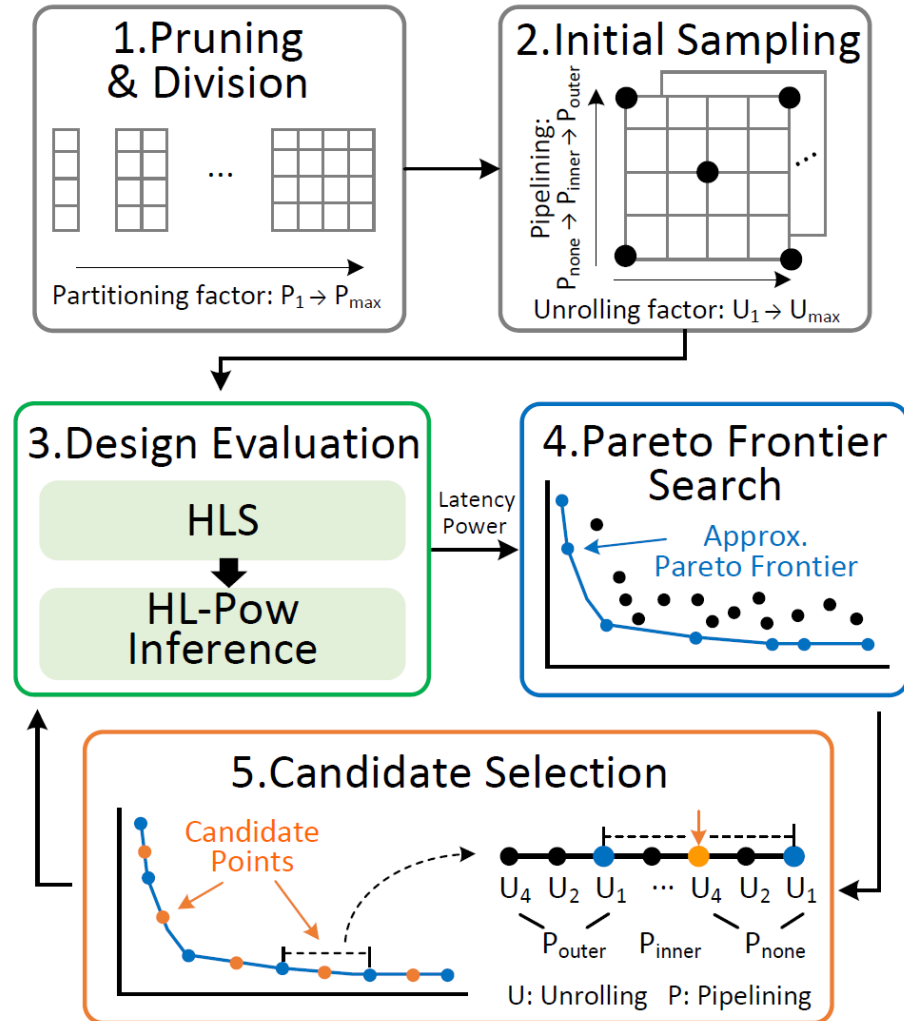 1.Pruning
& Division
...
Partitioning factor: P1 → Pmax
2.Initial Sampling
Pipelining:
Pnone → Pinner → Pouter
...
Unrolling factor: U1 → Umax
3.Design Evaluation
HLS
HL-Pow
Inference
Latency
Power
4.Pareto Frontier
Search
Approx.
Pareto Frontier
5.Candidate Selection
Candidate
Points
U4 U2 U1 ... U4 U2 U1
Pouter Pinner Pnone
U: Unrolling P: Pipelining